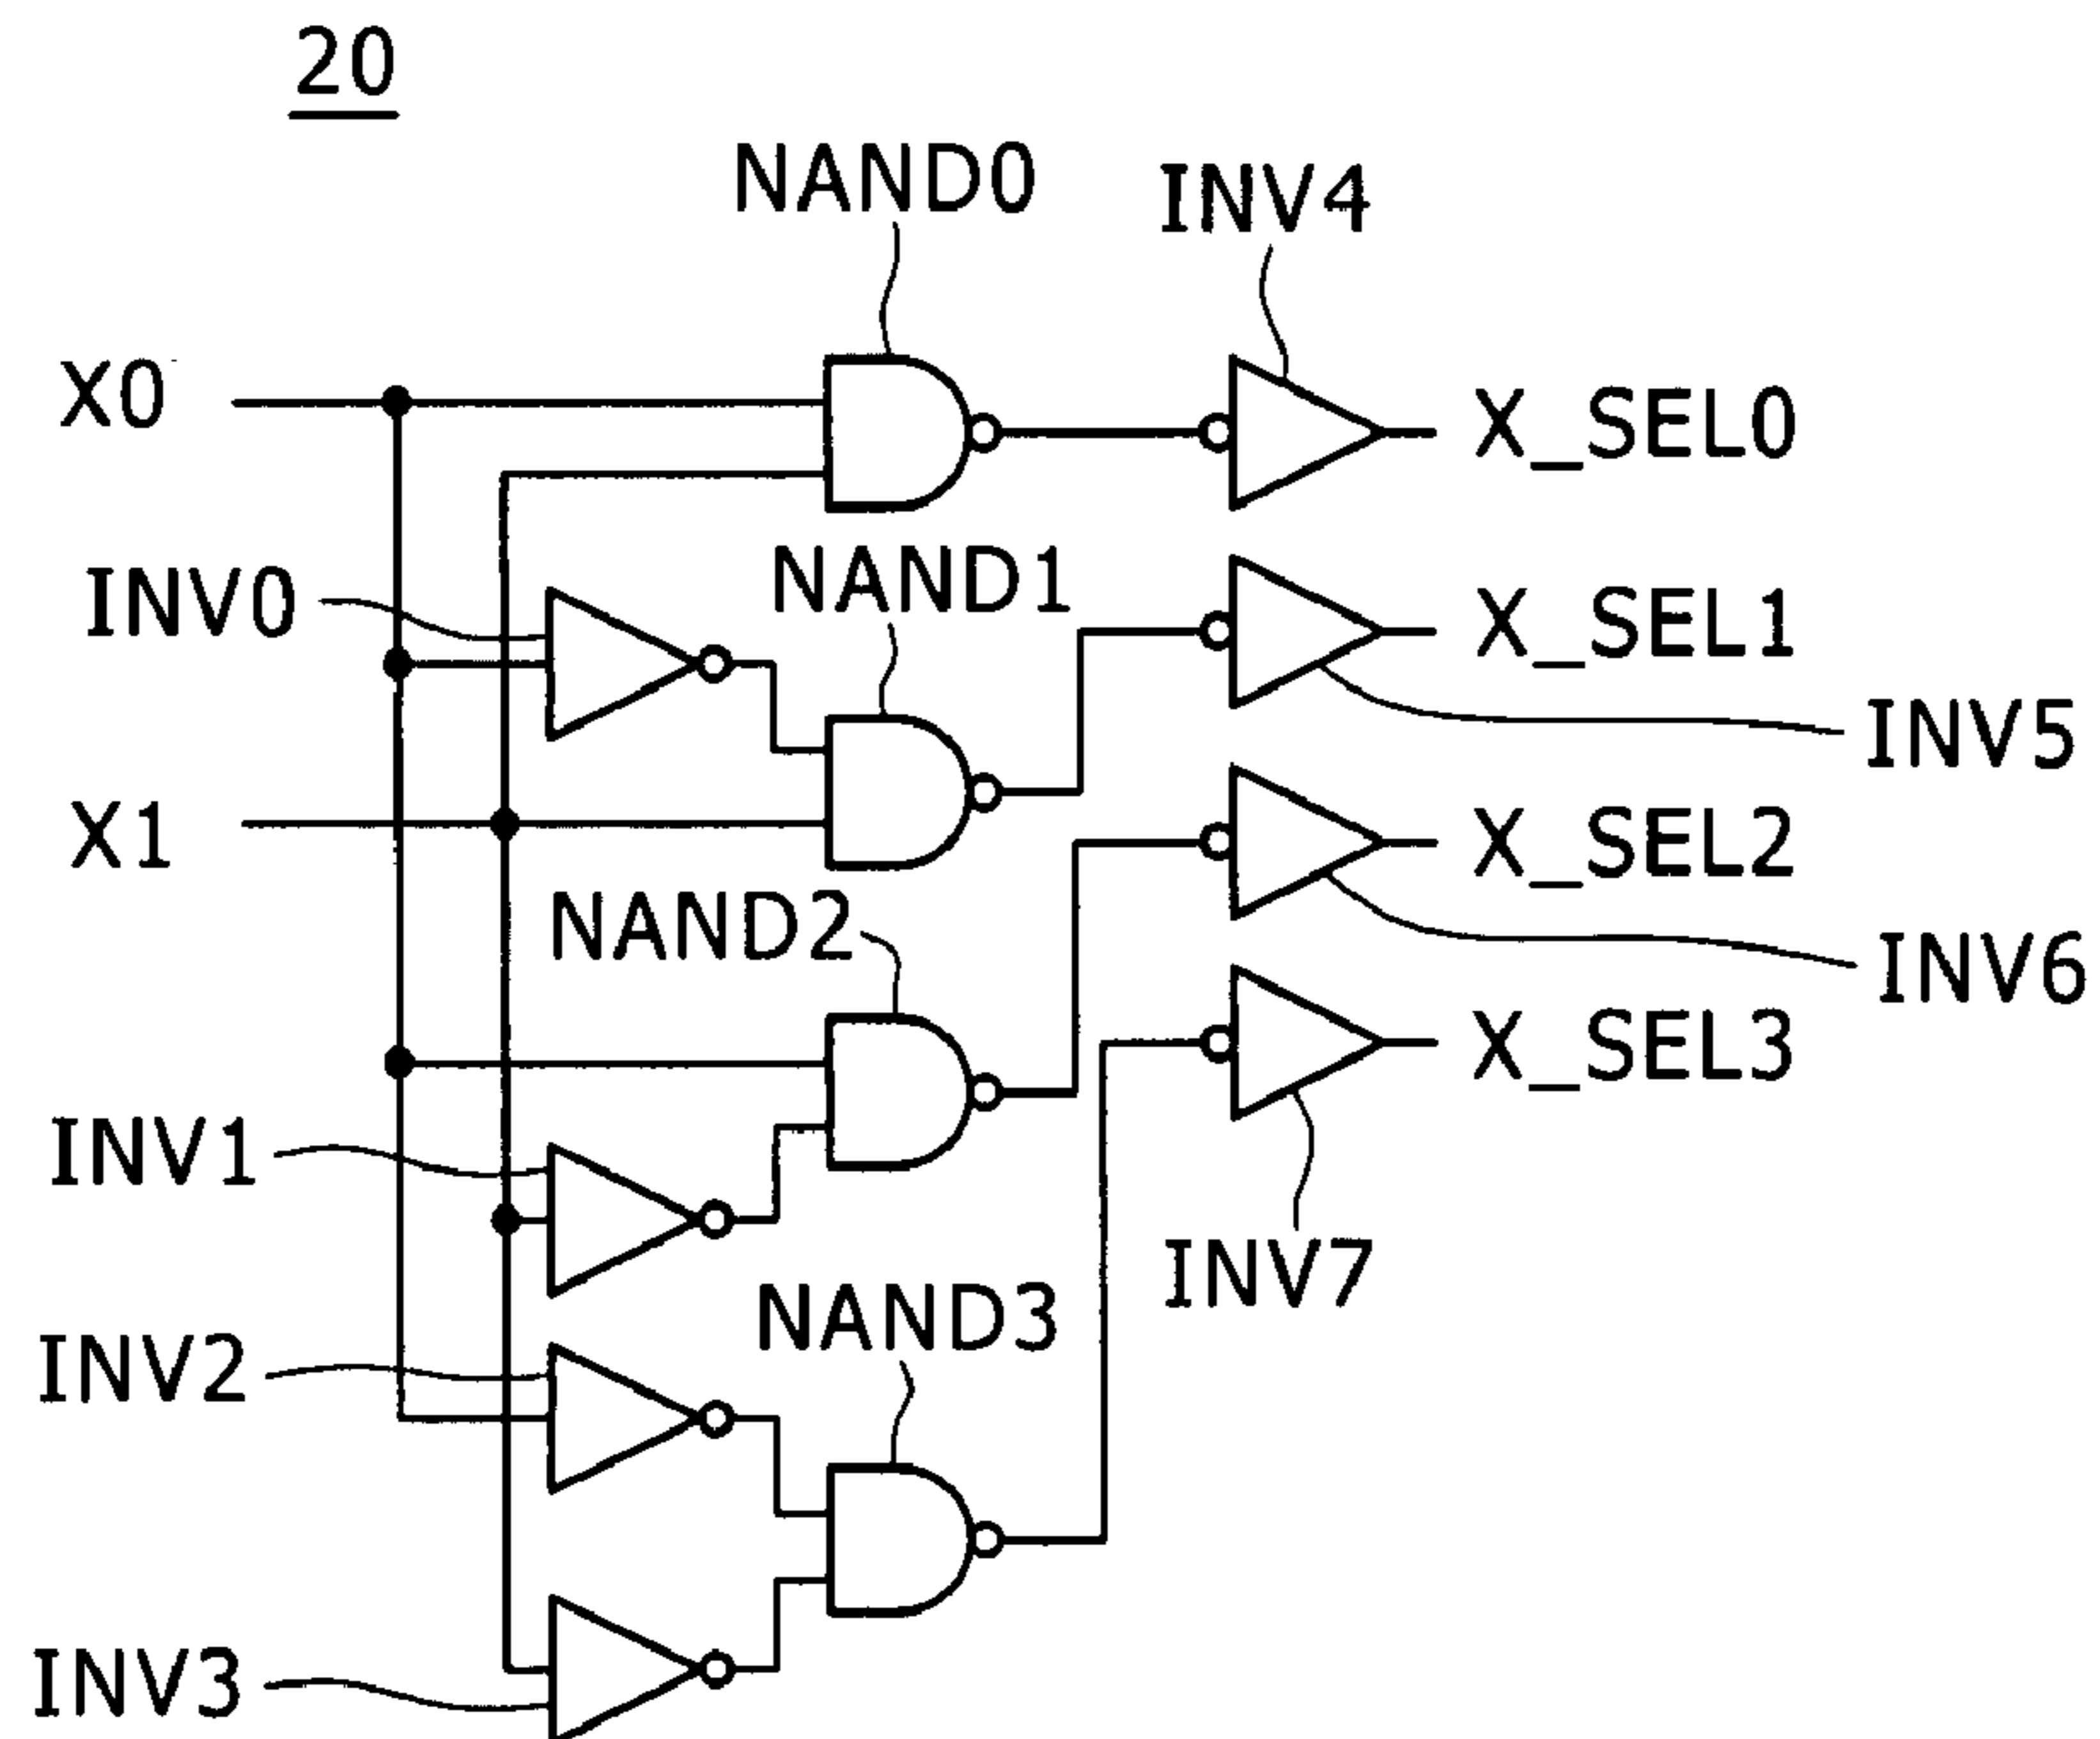 20
NAND0
INV4
X0
X_SEL0
INV0
NAND1
X_SEL1
INV5
X1
X_SEL2
NAND2
INV6
X_SEL3
INV1
INV7
NAND3
INV2
INV3